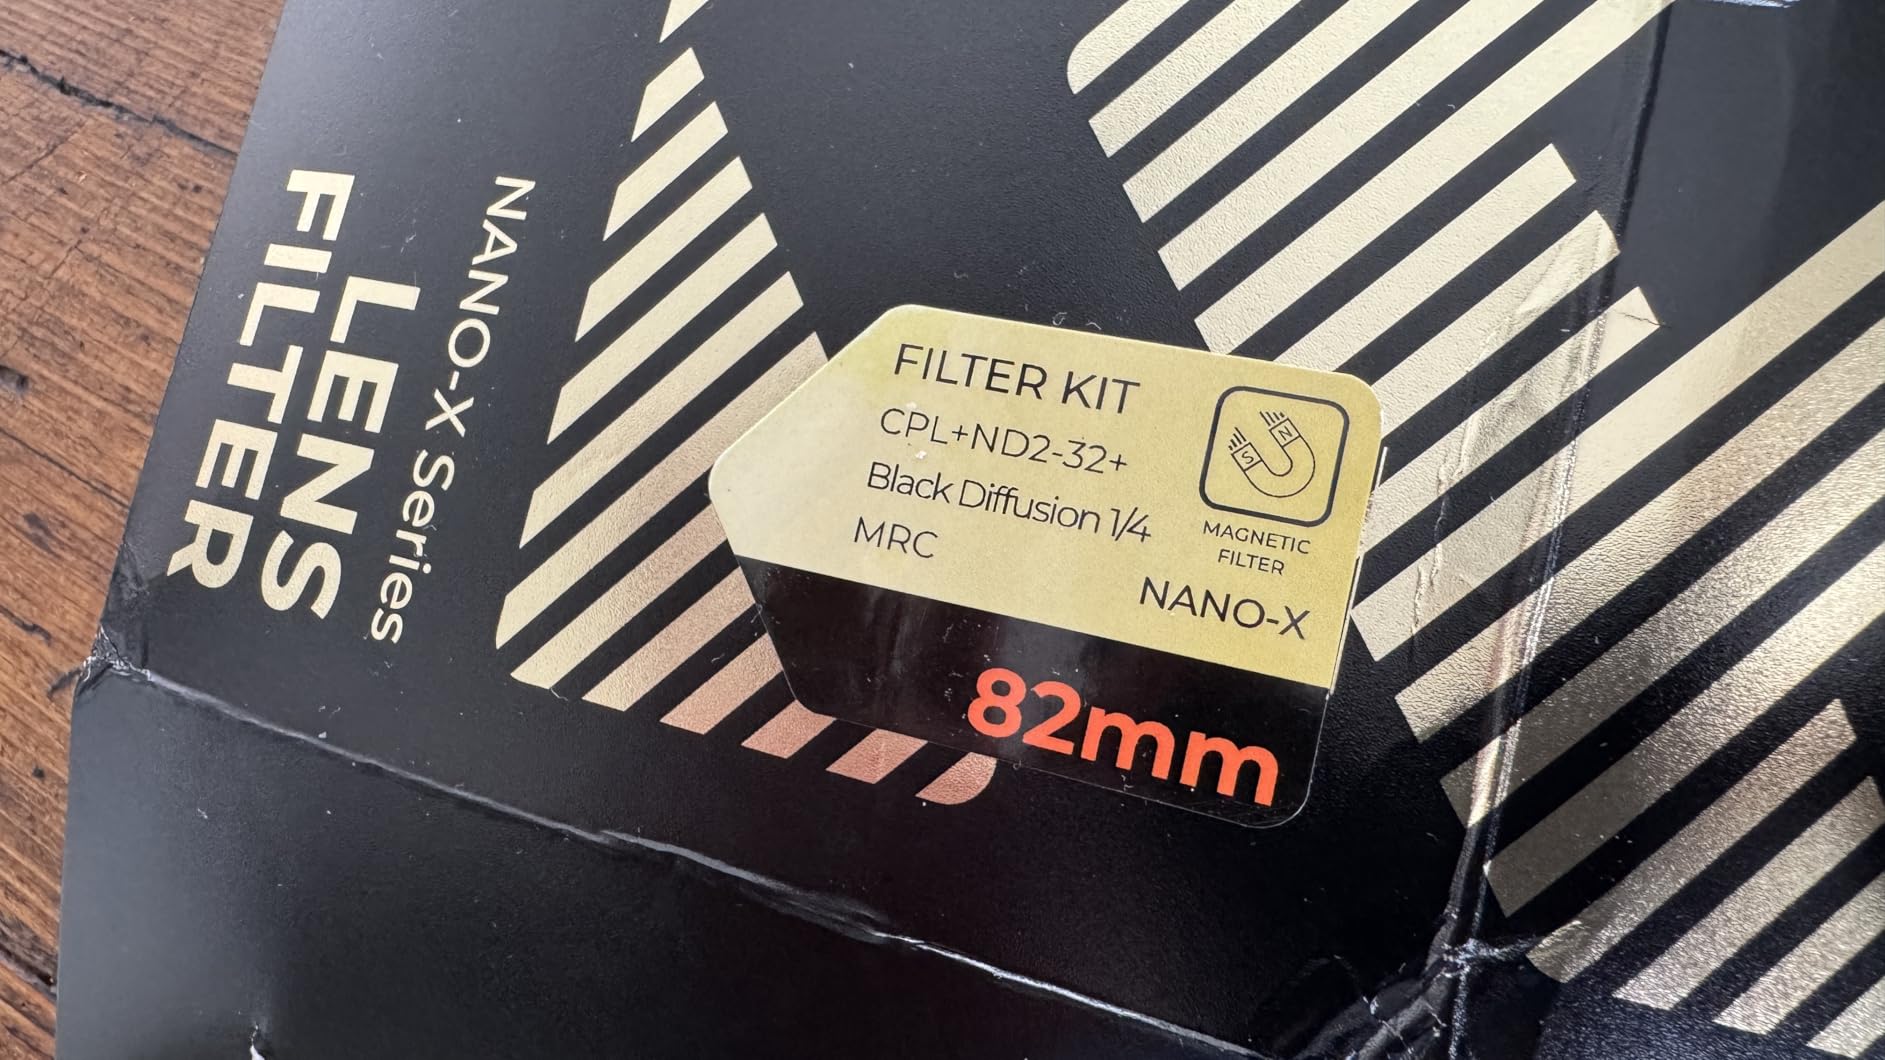 NANO-X Series
LENS
FILTER
FILTER KIT
CPL+ND2-32+
Black Diffusion 1/4
MRC
N
S
MAGNETIC
FILTER
NANO-X
82mm